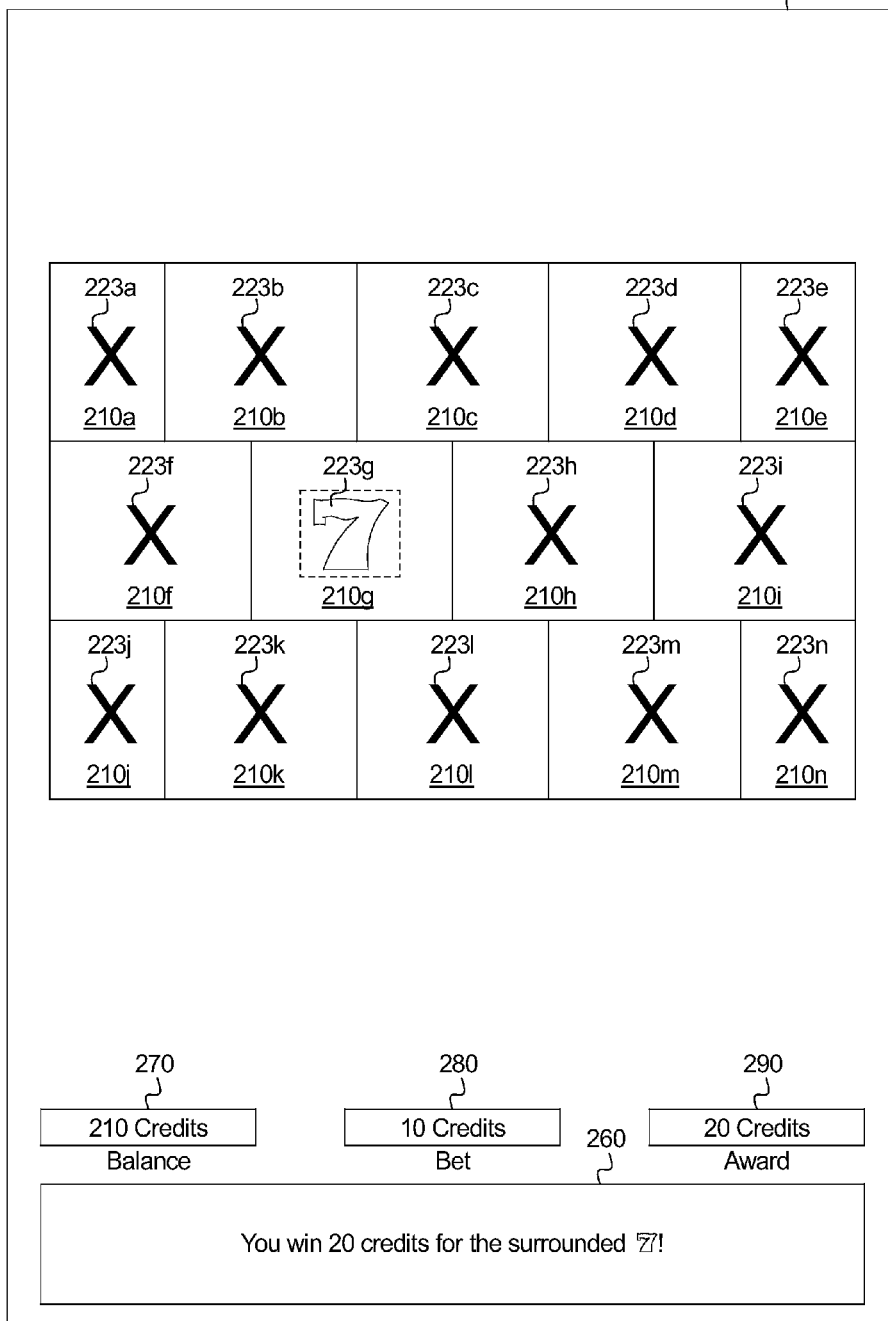 223a 223b 223c 223d 223e
X X X X X
210a 210b 210c 210d 210e
223f 223g 223h 223i
X 7 X X
210f 210g 210h 210i
223j 223k 223l 223m 223n
X X X X X
210j 210k 210l 210m 210n
270 280 290
210 Credits 10 Credits 20 Credits
260
Balance Bet Award
You win 20 credits for the surrounded 7!